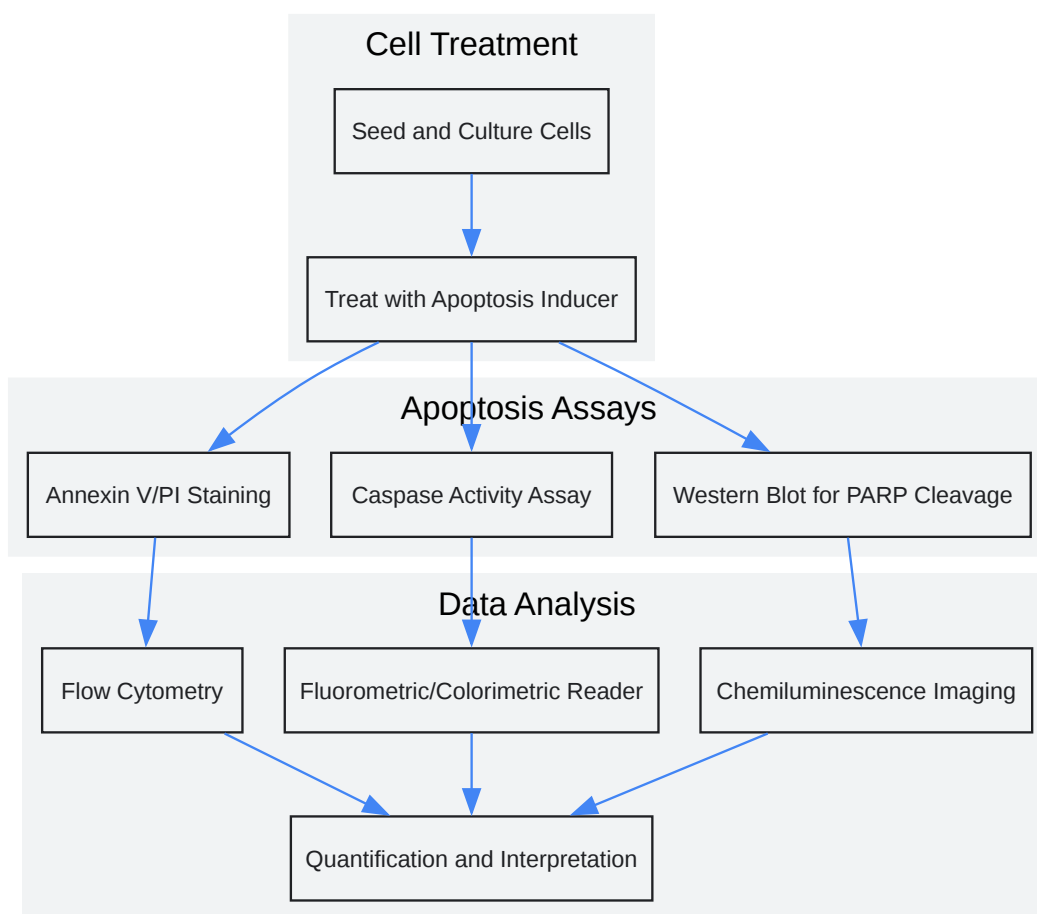 Cell Treatment
Seed and Culture Cells
Treat with Apoptosis Inducer
Apoptosis Assays
Annexin V/PI Staining
Caspase Activity Assay
Western Blot for PARP Cleavage
Data Analysis
Flow Cytometry
Fluorometric/Colorimetric Reader
Chemiluminescence Imaging
Quantification and Interpretation